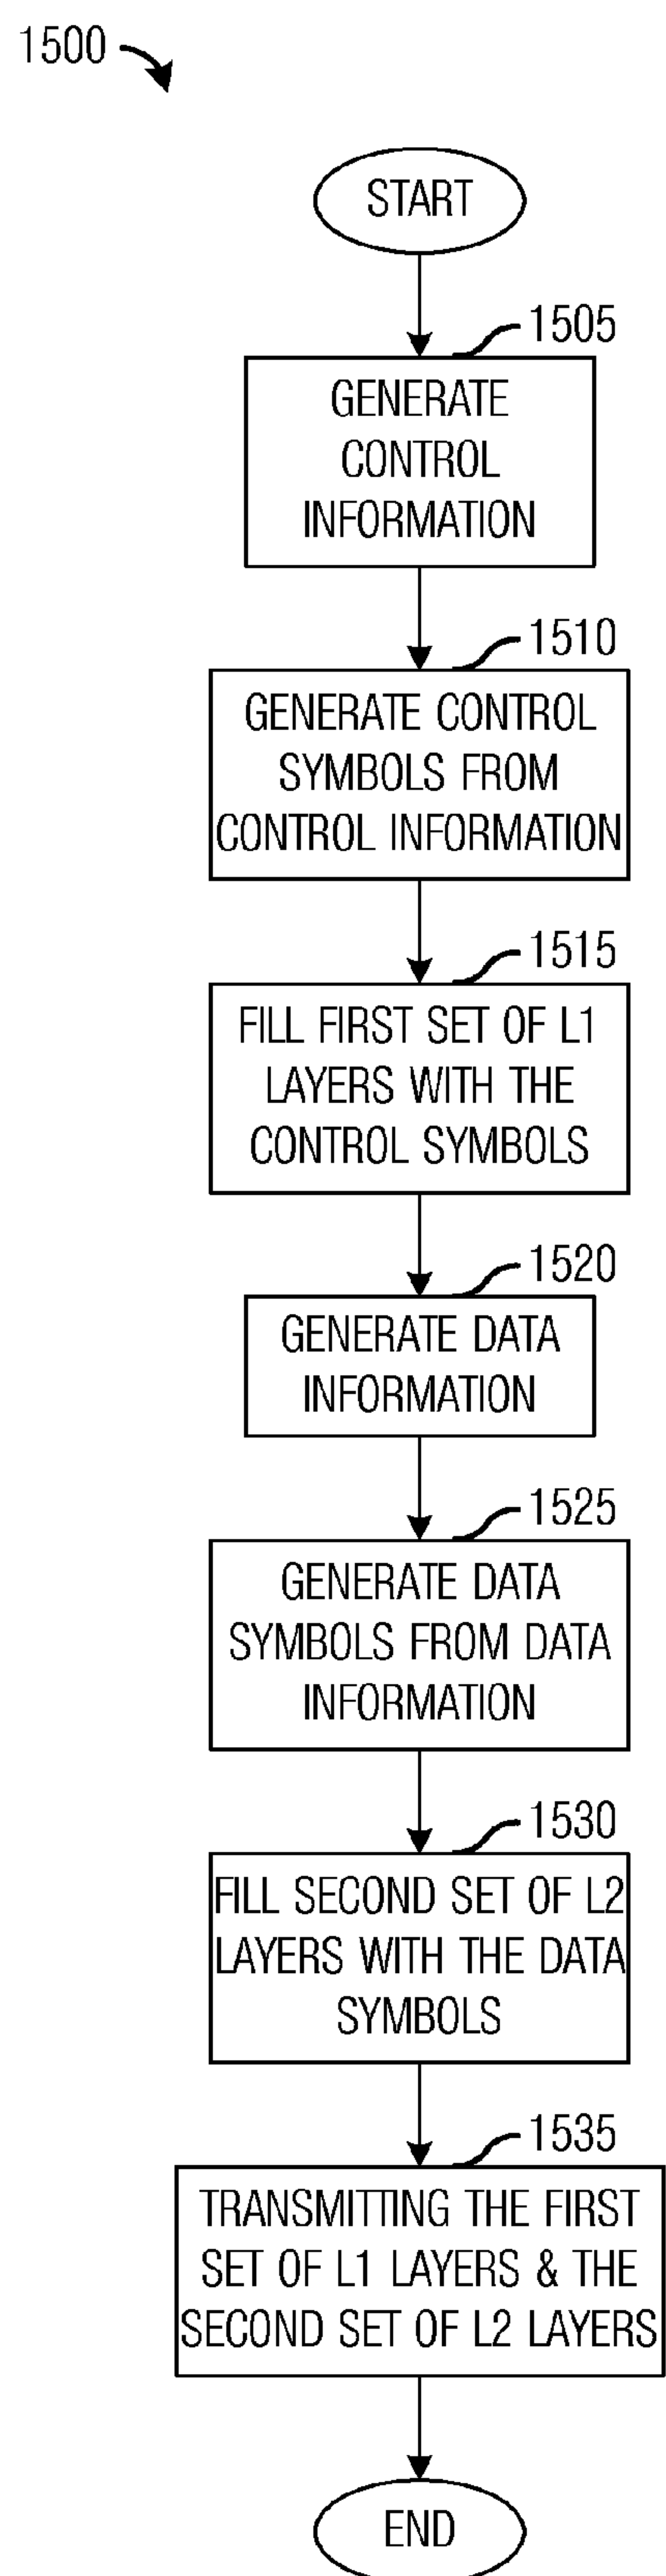 1500
START
1505
GENERATE
CONTROL
INFORMATION
1510
GENERATE CONTROL
SYMBOLS FROM
CONTROL INFORMATION
1515
FILL FIRST SET OF L1
LAYERS WITH THE
CONTROL SYMBOLS
1520
GENERATE DATA
INFORMATION
1525
GENERATE DATA
SYMBOLS FROM DATA
INFORMATION
1530
FILL SECOND SET OF L2
LAYERS WITH THE DATA
SYMBOLS
1535
TRANSMITTING THE FIRST
SET OF L1 LAYERS & THE
SECOND SET OF L2 LAYERS
END